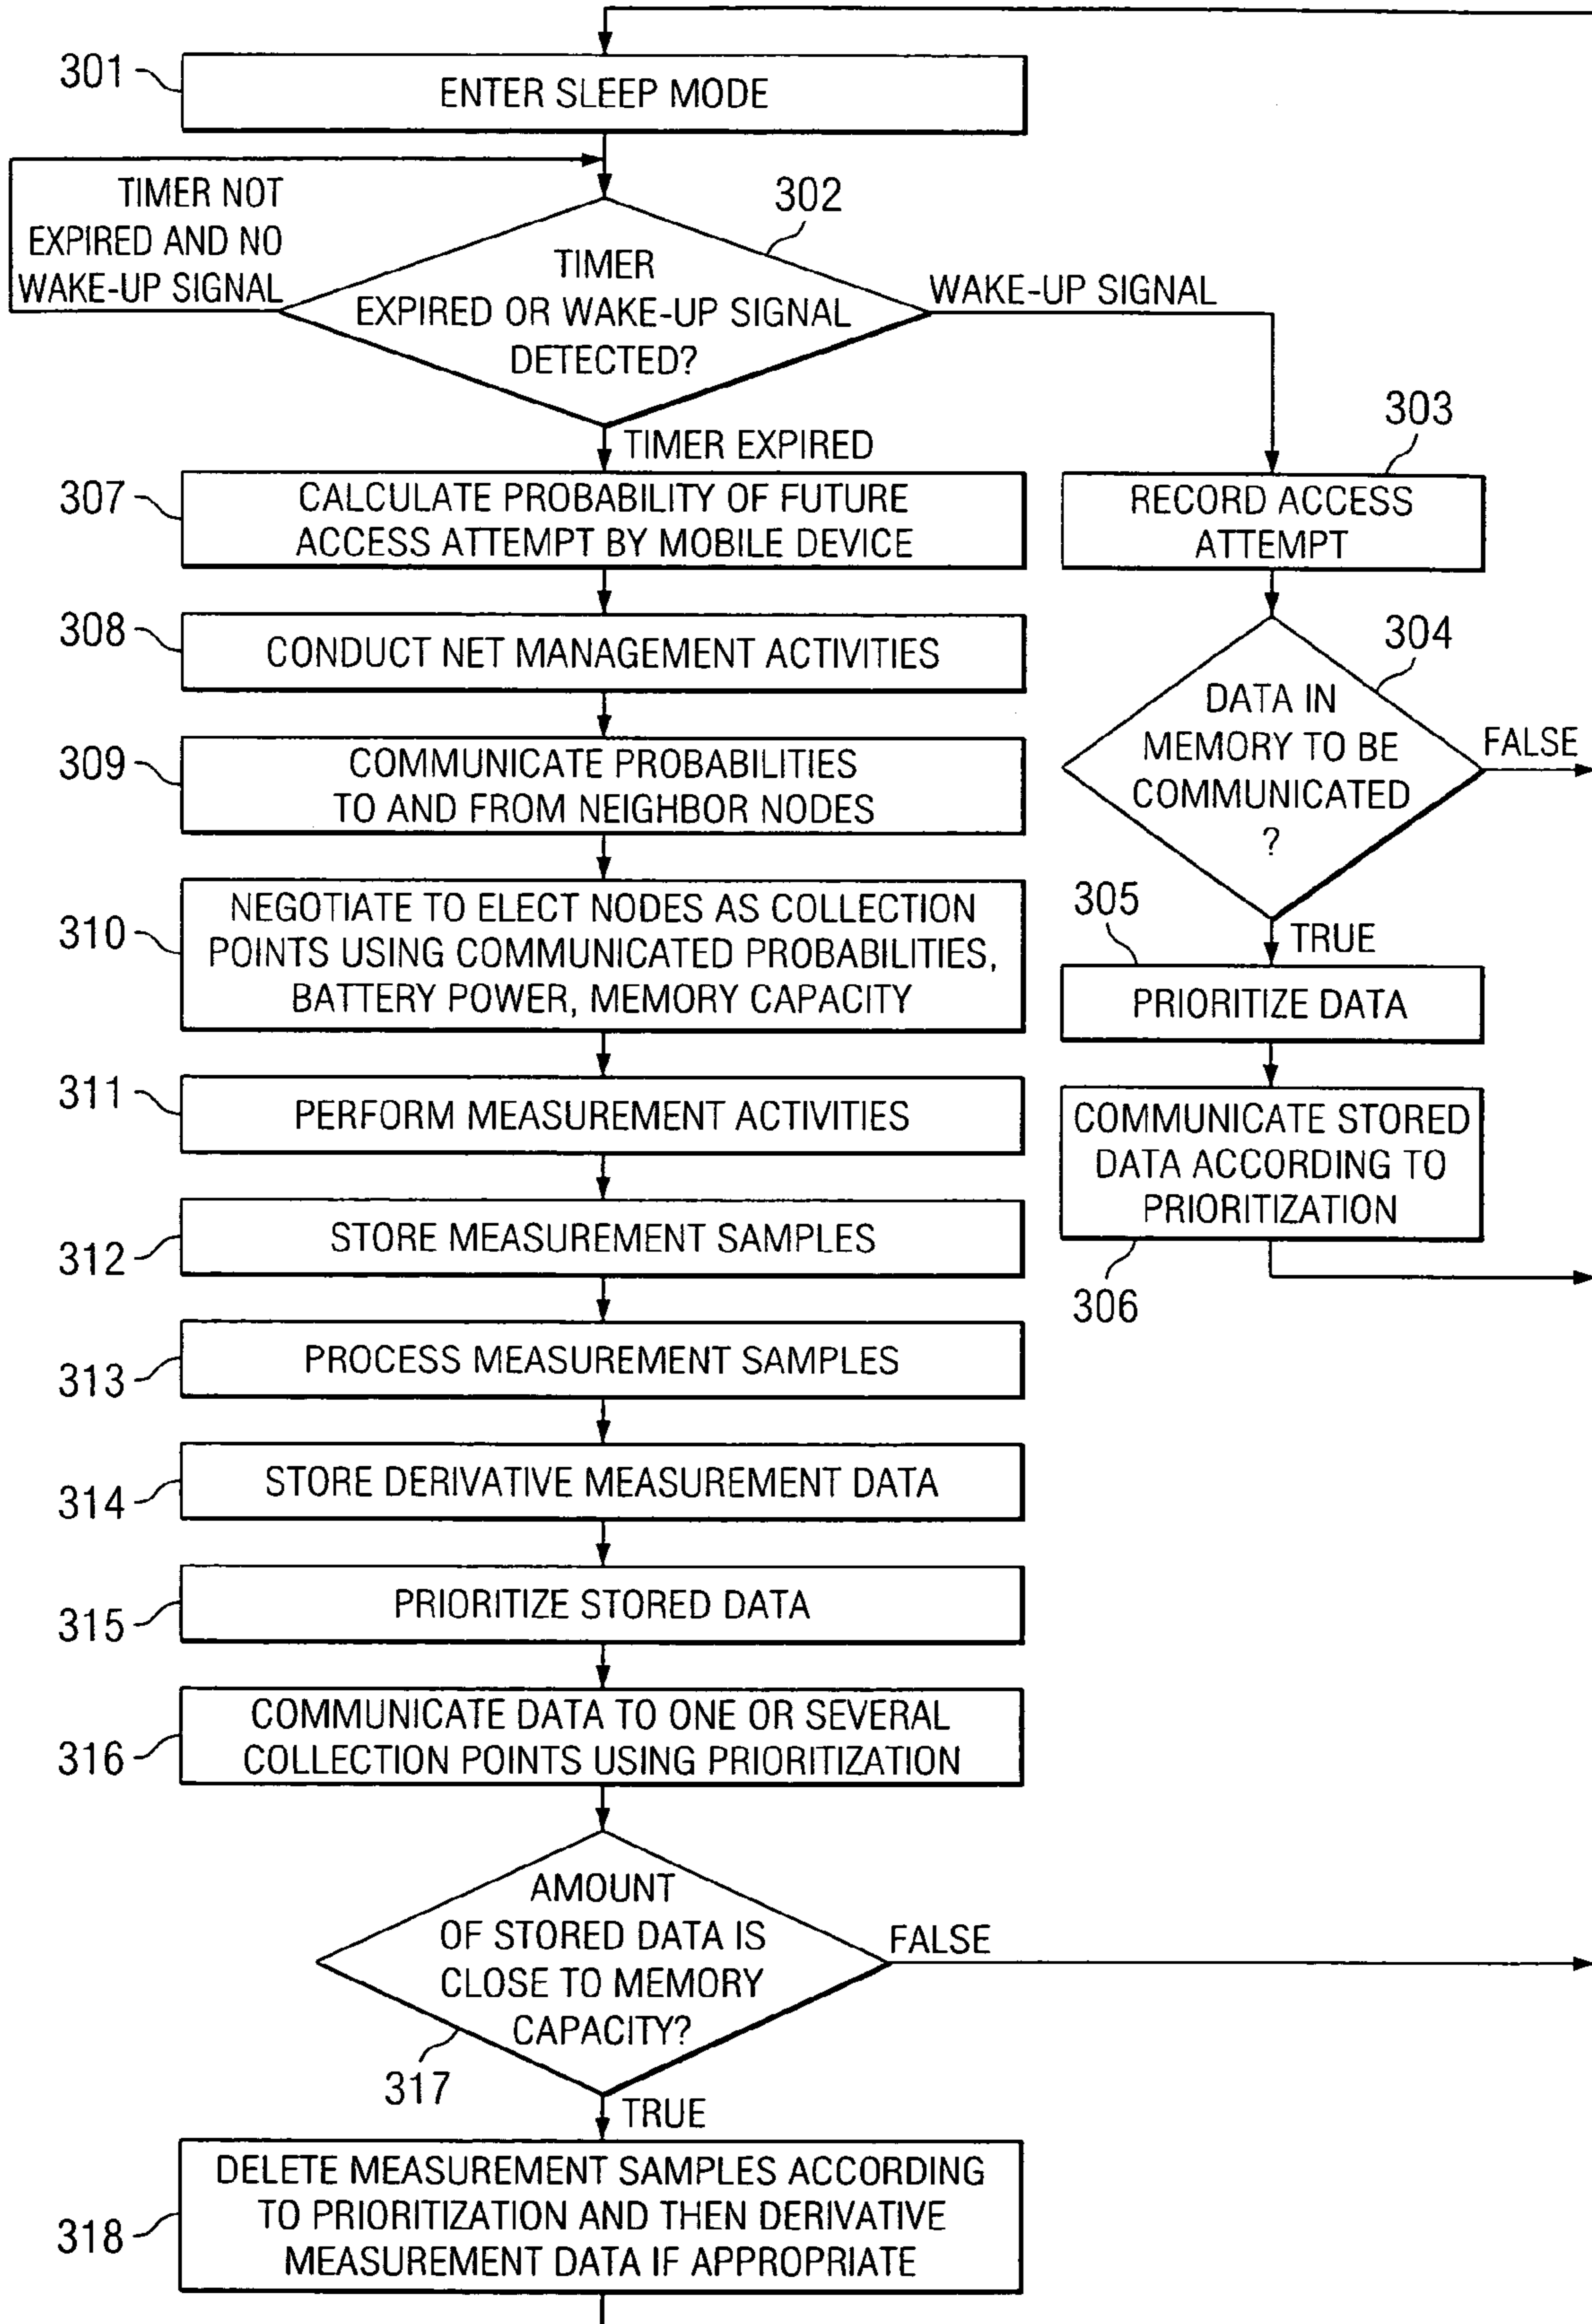 301
ENTER SLEEP MODE
TIMER NOT
EXPIRED AND NO
WAKE-UP SIGNAL
302
TIMER
EXPIRED OR WAKE-UP SIGNAL
DETECTED?
WAKE-UP SIGNAL
TIMER EXPIRED
303
RECORD ACCESS
ATTEMPT
304
DATA IN
MEMORY TO BE
COMMUNICATED
?
FALSE
TRUE
305
PRIORITIZE DATA
COMMUNICATE STORED
DATA ACCORDING TO
PRIORITIZATION
306
307
CALCULATE PROBABILITY OF FUTURE
ACCESS ATTEMPT BY MOBILE DEVICE
308
CONDUCT NET MANAGEMENT ACTIVITIES
309
COMMUNICATE PROBABILITIES
TO AND FROM NEIGHBOR NODES
310
NEGOTIATE TO ELECT NODES AS COLLECTION
POINTS USING COMMUNICATED PROBABILITIES,
BATTERY POWER, MEMORY CAPACITY
311
PERFORM MEASUREMENT ACTIVITIES
312
STORE MEASUREMENT SAMPLES
313
PROCESS MEASUREMENT SAMPLES
314
STORE DERIVATIVE MEASUREMENT DATA
315
PRIORITIZE STORED DATA
316
COMMUNICATE DATA TO ONE OR SEVERAL
COLLECTION POINTS USING PRIORITIZATION
AMOUNT
OF STORED DATA IS
CLOSE TO MEMORY
CAPACITY?
FALSE
317
TRUE
318
DELETE MEASUREMENT SAMPLES ACCORDING
TO PRIORITIZATION AND THEN DERIVATIVE
MEASUREMENT DATA IF APPROPRIATE